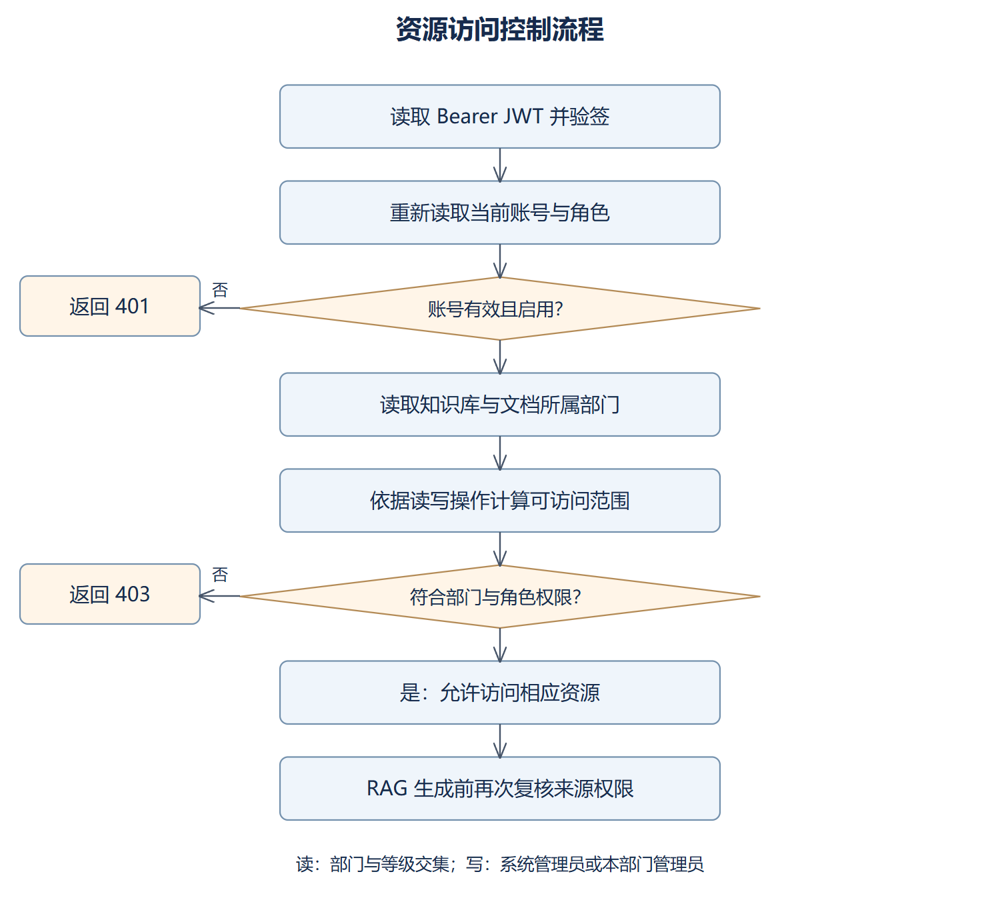 资源访问控制流程
读取 Bearer JWT 并验签
重新读取当前账号与角色
否
返回 401
账号有效且启用？
读取知识库与文档所属部门
依据读写操作计算可访问范围
否
返回 403
符合部门与角色权限？
是：允许访问相应资源
RAG 生成前再次复核来源权限
读：部门与等级交集；写：系统管理员或本部门管理员